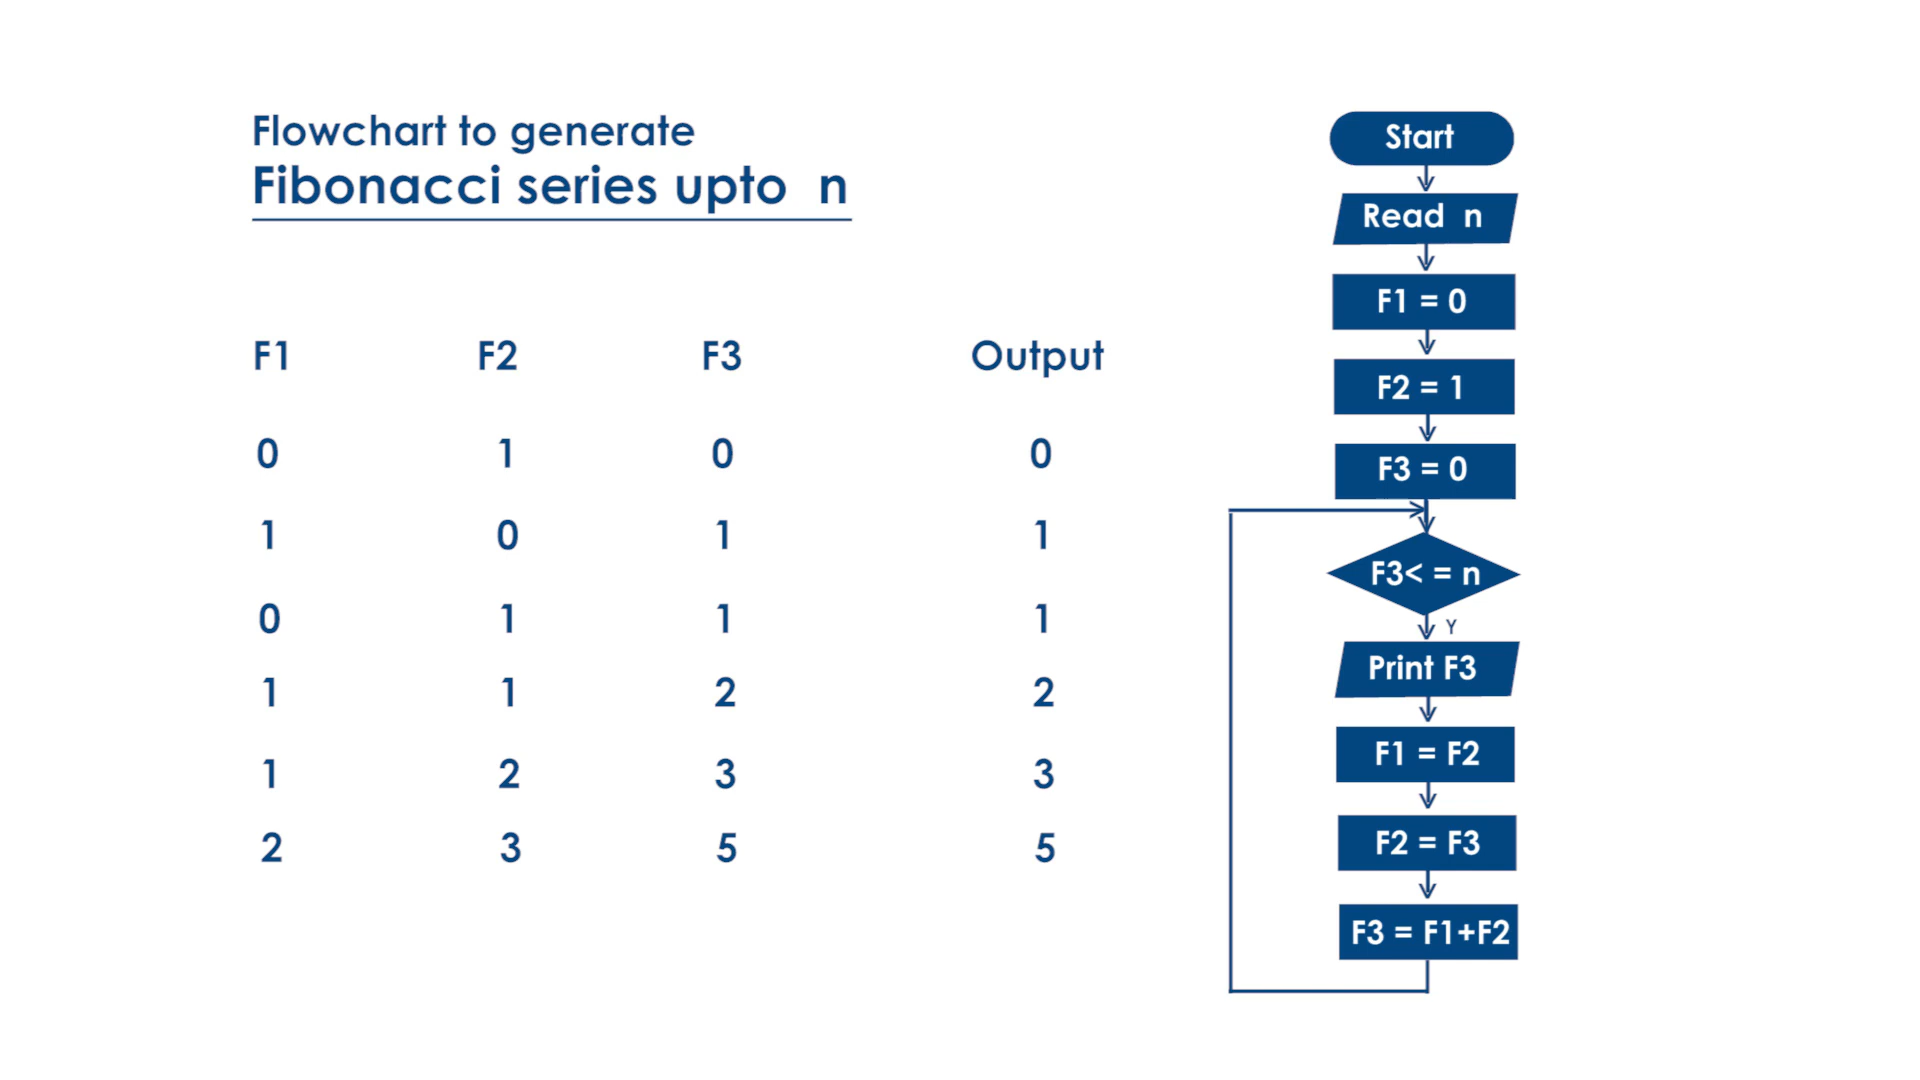 Flowchart to generate
Fibonacci series upto n
F1 F2 F3 Output
0 1 0 0
1 0 1 1
0 1 1 1
1 1 2 2
1 2 3 3
2 3 5 5
Start
Read n
F1 = 0
F2 = 1
F3 = 0
F3< = n
Y
Print F3
F1 = F2
F2 = F3
F3 = F1+F2